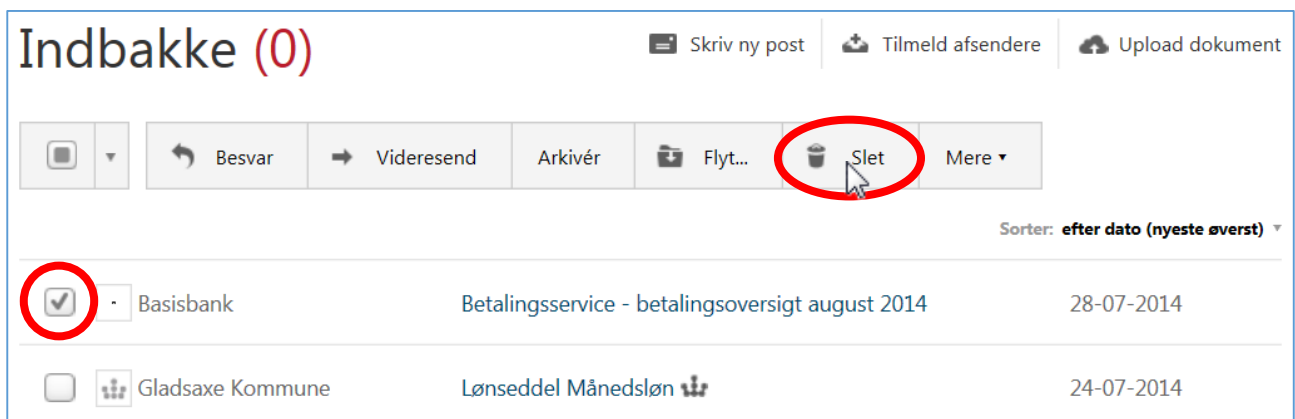 Indbakke (0) Skriv ny post Tilmeld afsendere Upload dokument
Besvar Videresend Arkivér Flyt... Slet Mere
Sorter: efter dato (nyeste øverst)
Basisbank Betalingsservice - betalingsoversigt august 2014 28-07-2014
Gladsaxe Kommune Lønseddel Månedsløn 24-07-2014